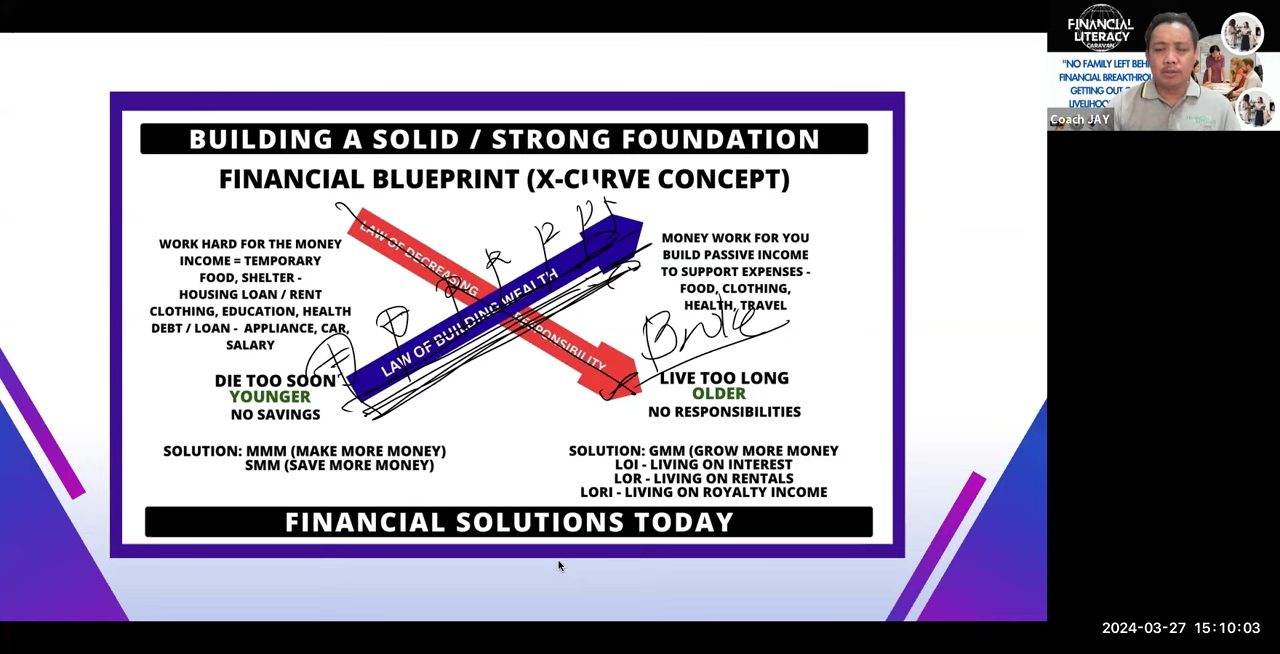 BUILDING A SOLID / STRONG FOUNDATION
FINANCIAL BLUEPRINT (X-CURVE CONCEPT)
WORK HARD FOR THE MONEY
INCOME = TEMPORARY
FOOD, SHELTER -
HOUSING LOAN / RENT
CLOTHING, EDUCATION, HEALTH
DEBT / LOAN - APPLIANCE, CAR,
SALARY
DIE TOO SOON
YOUNGER
NO SAVINGS
LAW OF DECREASING RESPONSIBILITY
LAW OF BUILDING WEALTH
MONEY WORK FOR YOU
BUILD PASSIVE INCOME
TO SUPPORT EXPENSES -
FOOD, CLOTHING,
HEALTH, TRAVEL
Broke
LIVE TOO LONG
OLDER
NO RESPONSIBILITIES
SOLUTION: MMM (MAKE MORE MONEY)
SMM (SAVE MORE MONEY)
SOLUTION: GMM (GROW MORE MONEY
LOI - LIVING ON INTEREST
LOR - LIVING ON RENTALS
LORI - LIVING ON ROYALTY INCOME
FINANCIAL SOLUTIONS TODAY
FINANCIAL
LITERACY
CARAVAN
"NO FAMILY LEFT BEH
FINANCIAL BREAKTHRO
GETTING OUT
LIVELIHOO
Coach JAY
2024-03-27 15:10:03